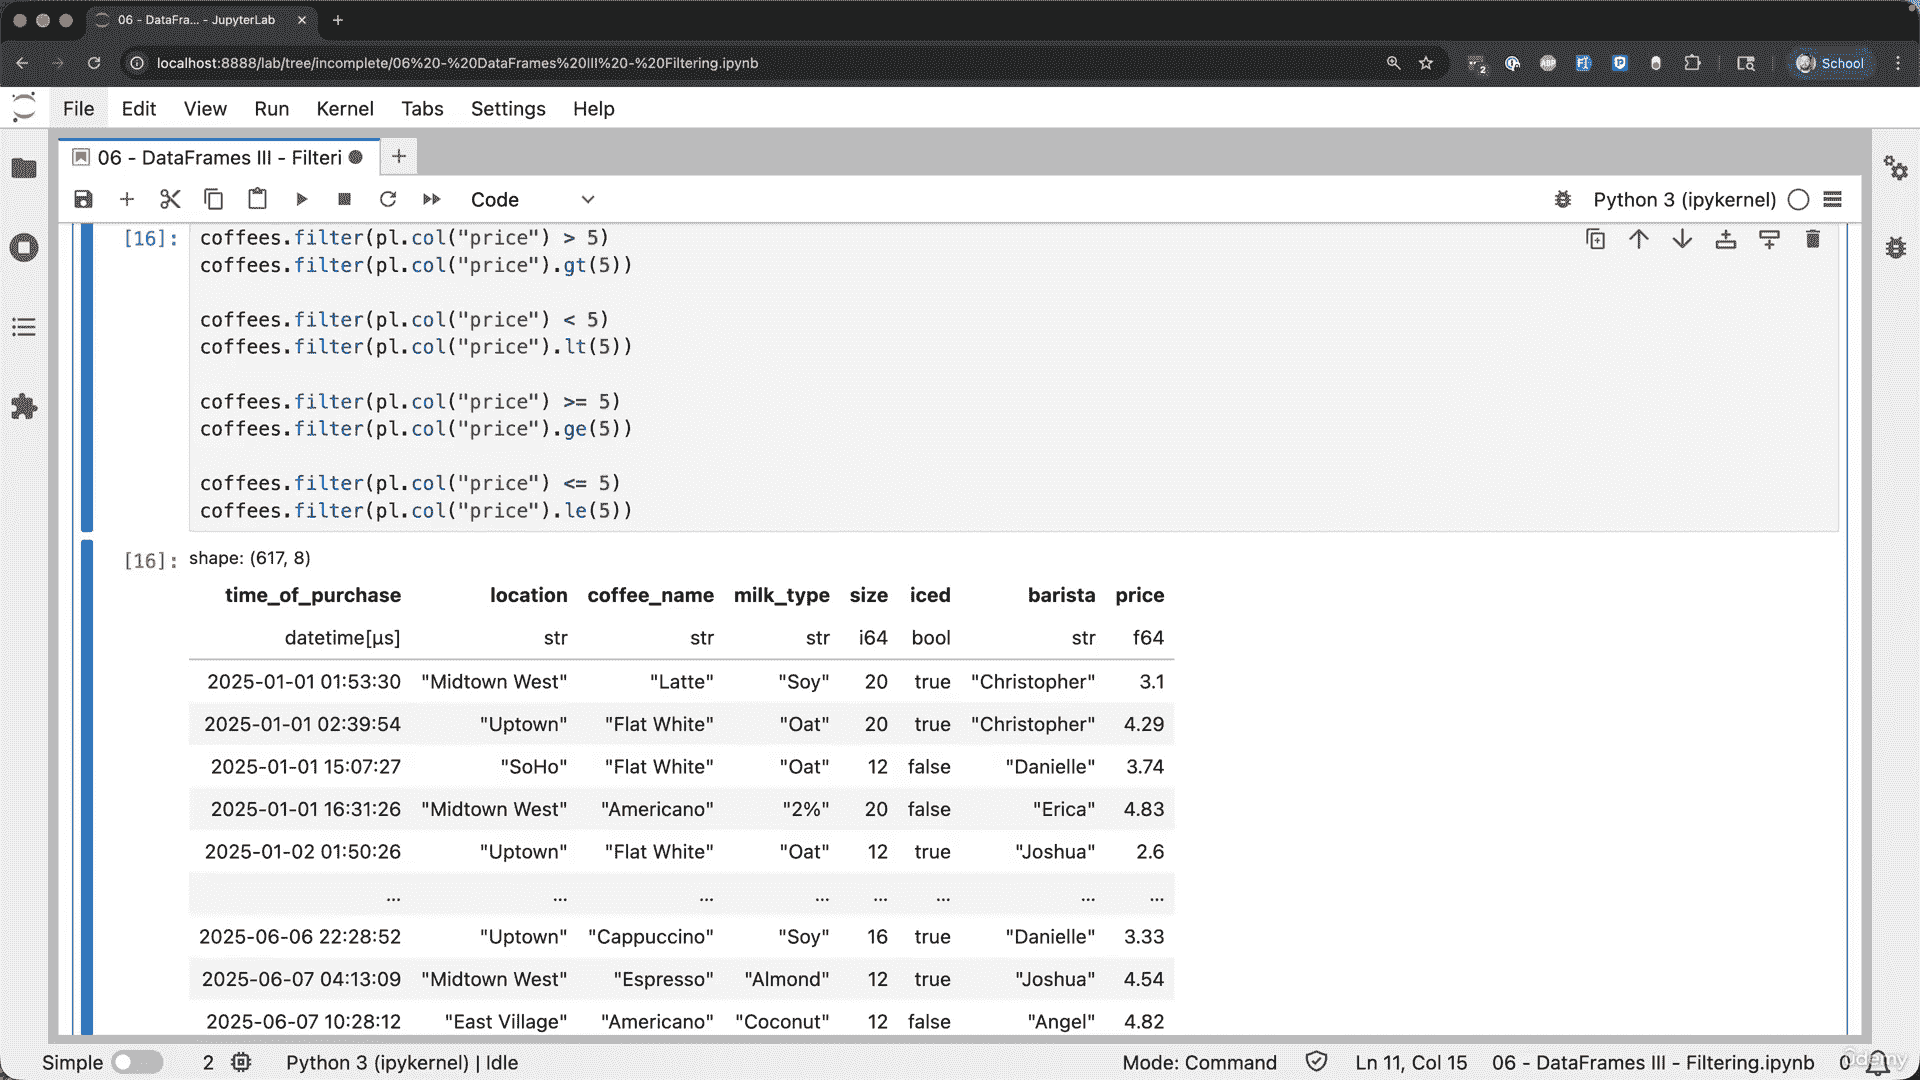 06 - DataFra... - JupyterLab
localhost:8888/lab/tree/incomplete/06%20-%20DataFrames%20III%20-%20Filtering.ipynb
2
ABP
School
File Edit View Run Kernel Tabs Settings Help
06 - DataFrames III - Filteri
Code
Python 3 (ipykernel)
[16]: coffees.filter(pl.col("price") > 5)
coffees.filter(pl.col("price").gt(5))
coffees.filter(pl.col("price") < 5)
coffees.filter(pl.col("price").lt(5))
coffees.filter(pl.col("price") >= 5)
coffees.filter(pl.col("price").ge(5))
coffees.filter(pl.col("price") <= 5)
coffees.filter(pl.col("price").le(5))
[16]: shape: (617, 8)
time_of_purchase location coffee_name milk_type size iced barista price
datetime[μs] str str str i64 bool str f64
2025-01-01 01:53:30 "Midtown West" "Latte" "Soy" 20 true "Christopher" 3.1
2025-01-01 02:39:54 "Uptown" "Flat White" "Oat" 20 true "Christopher" 4.29
2025-01-01 15:07:27 "SoHo" "Flat White" "Oat" 12 false "Danielle" 3.74
2025-01-01 16:31:26 "Midtown West" "Americano" "2%" 20 false "Erica" 4.83
2025-01-02 01:50:26 "Uptown" "Flat White" "Oat" 12 true "Joshua" 2.6
... ... ... ... ... ... ... ...
2025-06-06 22:28:52 "Uptown" "Cappuccino" "Soy" 16 true "Danielle" 3.33
2025-06-07 04:13:09 "Midtown West" "Espresso" "Almond" 12 true "Joshua" 4.54
2025-06-07 10:28:12 "East Village" "Americano" "Coconut" 12 false "Angel" 4.82
Simple 2 Python 3 (ipykernel) | Idle Mode: Command Ln 11, Col 15 06 - DataFrames III - Filtering.ipynb 0
Udemy